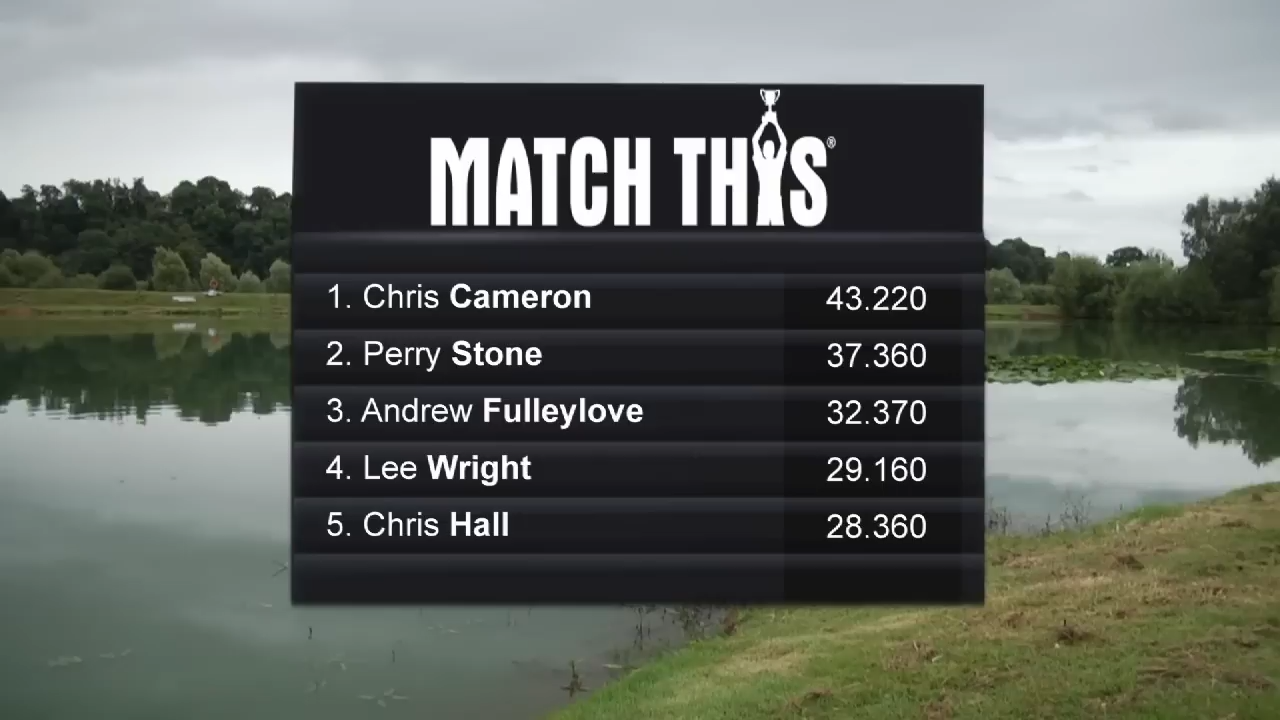 MATCH THIS®
1. Chris Cameron 43.220
2. Perry Stone 37.360
3. Andrew Fulleylove 32.370
4. Lee Wright 29.160
5. Chris Hall 28.360